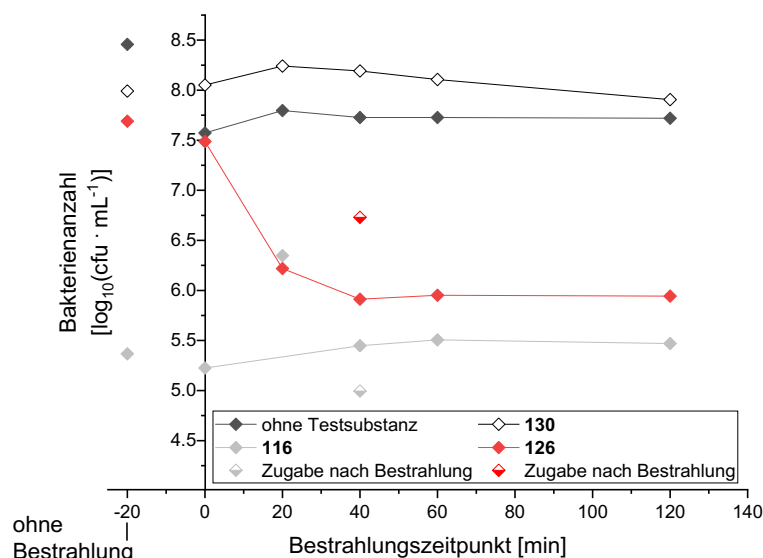 8.5
8.0
7.5
7.0
6.5
6.0
5.5
5.0
4.5
Bakterienanzahl
[log₁₀(cfu · mL⁻¹)]
ohne Testsubstanz
130
116
126
Zugabe nach Bestrahlung
Zugabe nach Bestrahlung
-20 0 20 40 60 80 100 120 140
ohne
Bestrahlung
Bestrahlungszeitpunkt [min]